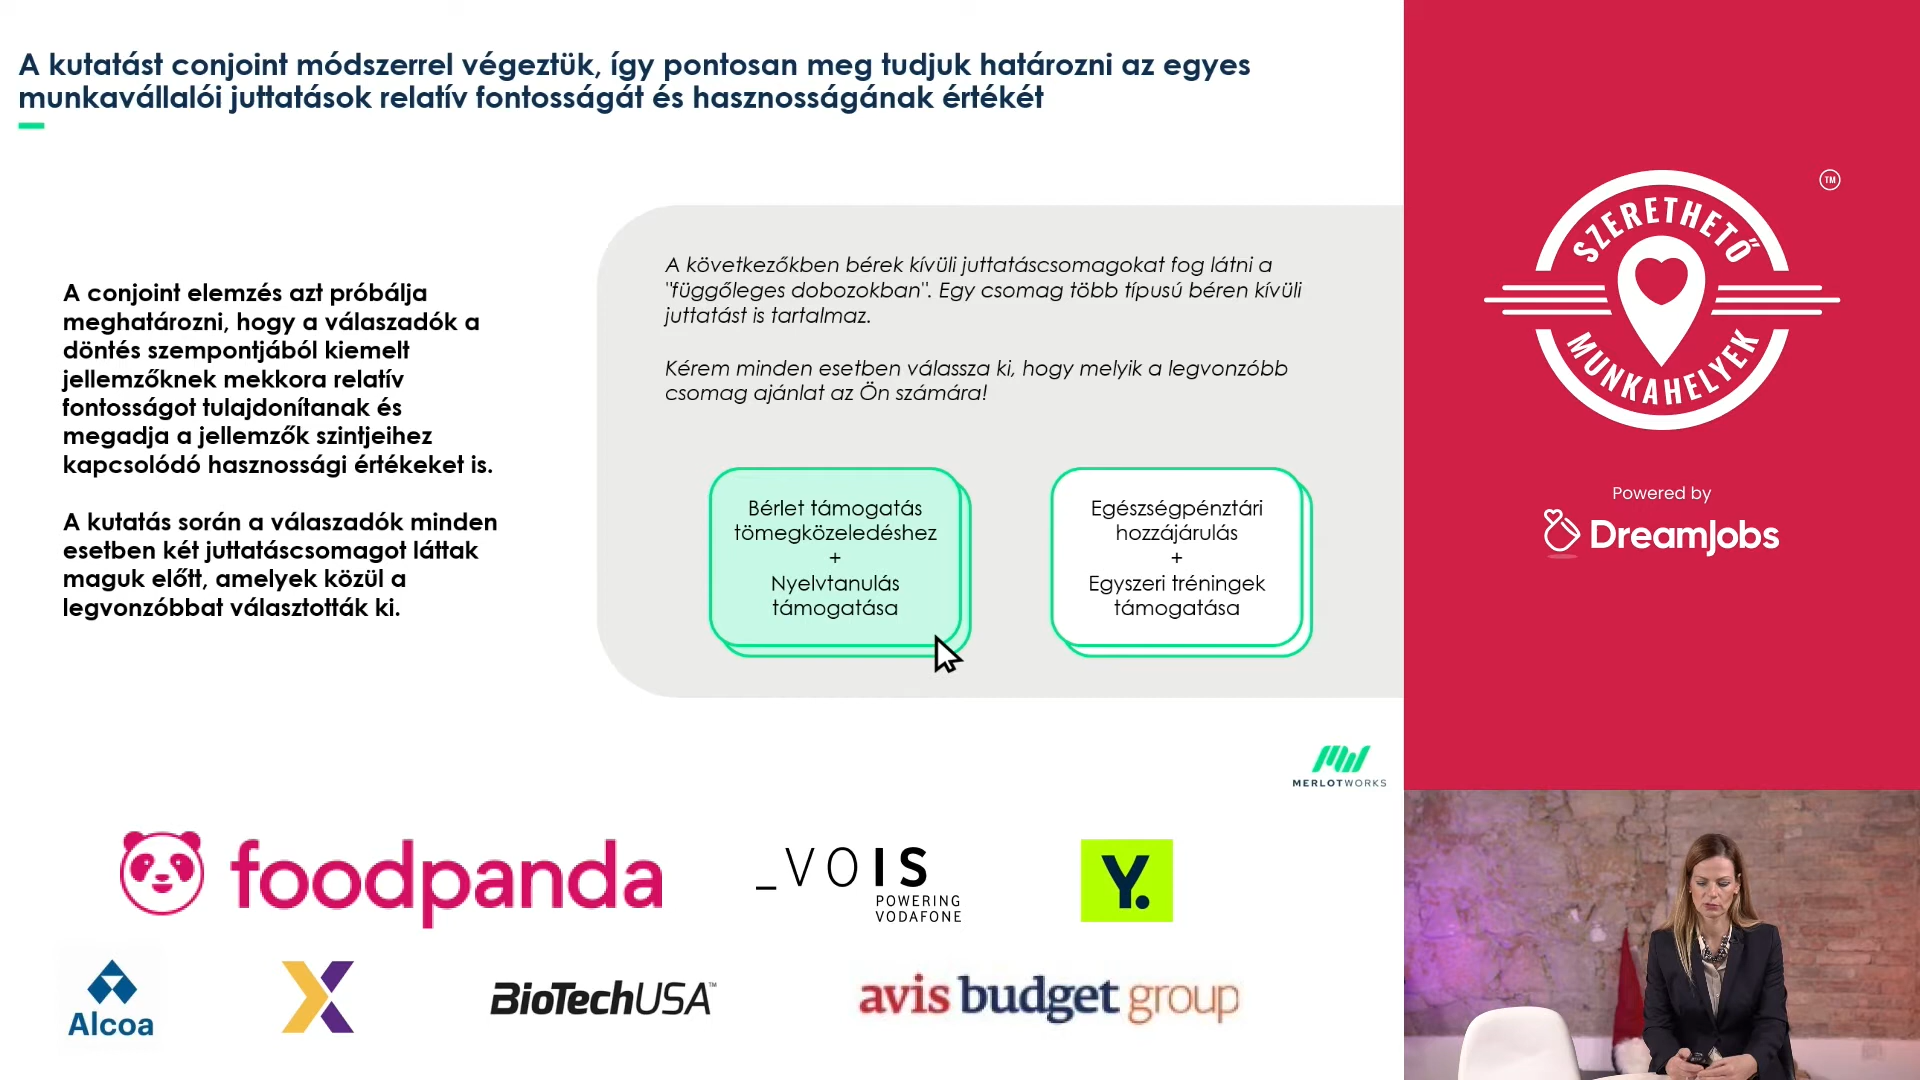 A kutatást conjoint módszerrel végeztük, így pontosan meg tudjuk határozni az egyes
munkavállalói juttatások relatív fontosságát és hasznosságának értékét
A conjoint elemzés azt próbálja
meghatározni, hogy a válaszadók a
döntés szempontjából kiemelt
jellemzőknek mekkora relatív
fontosságot tulajdonítanak és
megadja a jellemzők szintjeihez
kapcsolódó hasznossági értékeket is.
A kutatás során a válaszadók minden
esetben két juttatáscsomagot láttak
maguk előtt, amelyek közül a
legvonzóbbat választották ki.
A következőkben bérek kívüli juttatáscsomagokat fog látni a
"függőleges dobozokban". Egy csomag több típusú béren kívüli
juttatást is tartalmaz.
Kérem minden esetben válassza ki, hogy melyik a legvonzóbb
csomag ajánlat az Ön számára!
Bérlet támogatás
tömegközeledéshez
+
Nyelvtanulás
támogatása
Egészségpénztári
hozzájárulás
+
Egyszeri tréningek
támogatása
MERLOTWORKS
foodpanda
_VOIS
POWERING
VODAFONE
Y.
Alcoa
X
BioTechUSA™
avis budget group
TM
SZERETHETŐ
MUNKAHELYEK
Powered by
DreamJobs